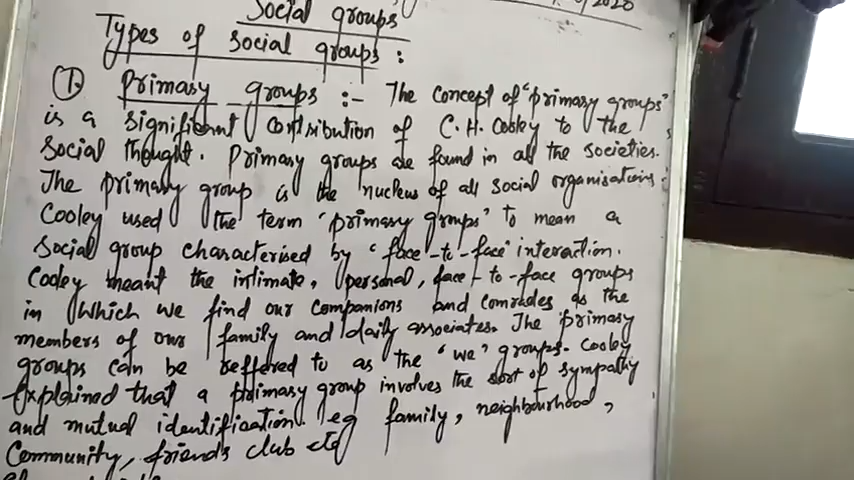 Social groups
2020
Types of social groups :
① Primary groups :- The concept of "primary groups"
is a significant contribution of C.H. Cooley to the
social thought. Primary groups are found in all the societies.
The primary group is the nucleus of all social organisations.
Cooley used the term 'primary groups' to mean a
social group characterised by 'face-to-face' interaction.
Cooley meant the intimate, personal, face-to-face groups
in which we find our companions and comrades as the
members of our family and daily associates. The primary
groups can be reffered to as the 'we' groups. Cooley
Explained that a primary group involves the sort of sympathy
and mutual identification. eg family, neighbourhood,
Community, friends club etc